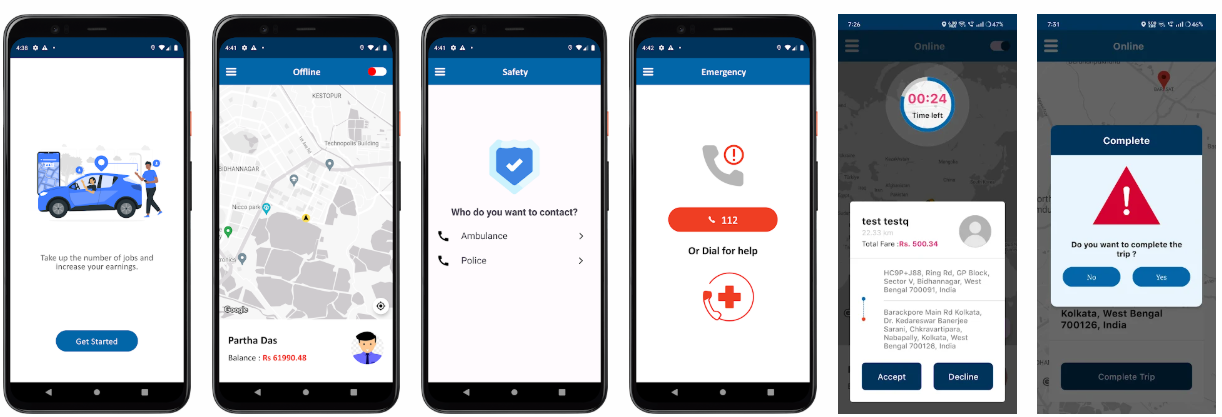 4:38
Take up the number of jobs and
increase your earnings.
Get Started
4:41
Offline
KESTOPUR
Technopolis Building
BIDHANNAGAR
Nicco park
Google
Partha Das
Balance : Rs 61990.48
4:41
Safety
Who do you want to contact?
Ambulance
Police
4:42
Emergency
112
Or Dial for help
7:26
47%
Online
00:24
Time left
test testq
22.33 km
Total Fare :Rs. 500.34
HC9P+J88, Ring Rd, GP Block,
Sector V, Bidhannagar, West
Bengal 700091, India
Barackpore Main Rd Kolkata,
Dr. Kedareswar Banerjee
Sarani, Chkravartipara,
Nabapally, Kolkata, West
Bengal 700126, India
Accept
Decline
7:31
46%
Online
Complete
Do you want to complete the
trip ?
No
Yes
Kolkata, West Bengal
700126, India
Complete Trip